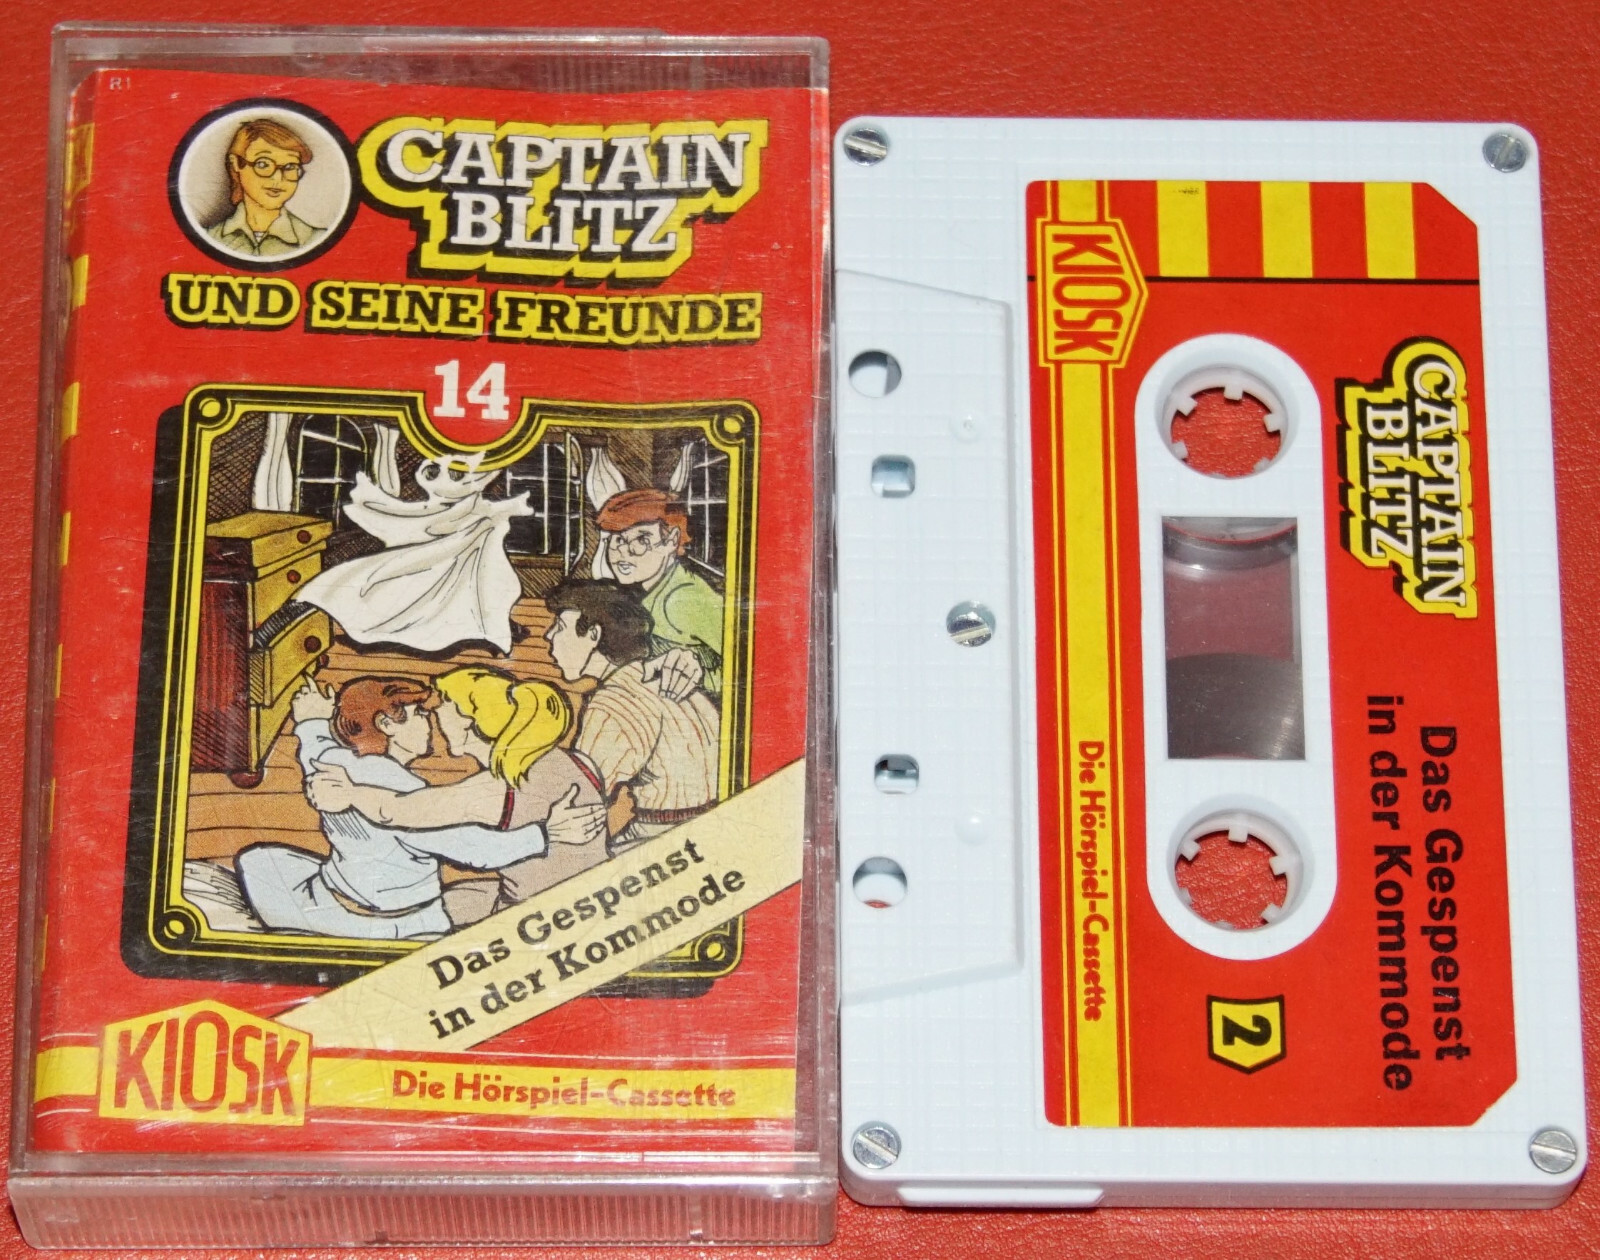 R1
CAPTAIN
BLITZ
UND SEINE FREUNDE
14
Das Gespenst
in der Kommode
KIOSK
Die Hörspiel-Cassette
KIOSK
Die Hörspiel-Cassette
CAPTAIN
BLITZ
Das Gespenst
in der Kommode
2